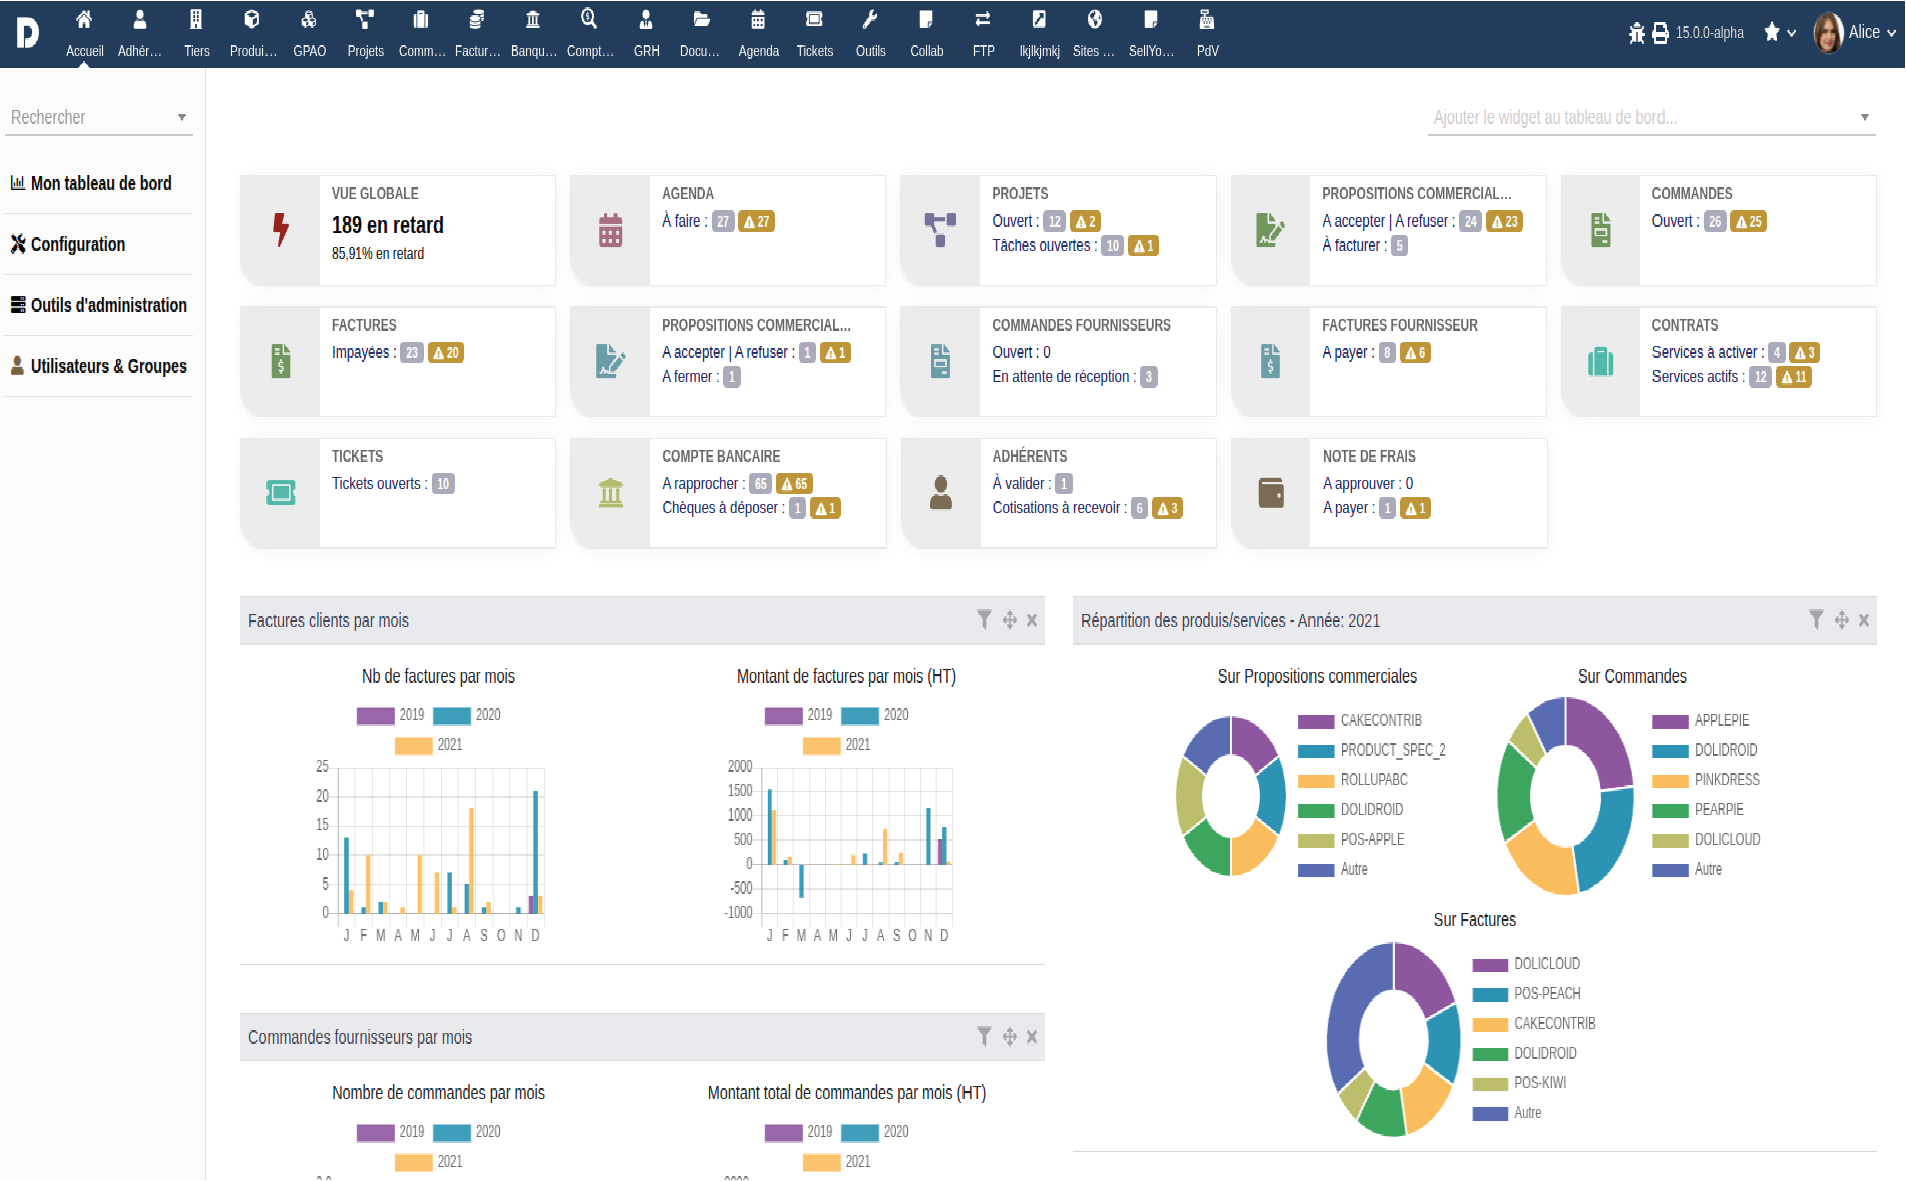 D
Accueil Adhér... Tiers Produi... GPAO Projets Comm... Factur... Banqu... Compt... GRH Docu... Agenda Tickets Outils Collab FTP lkjlkjmkj Sites ... SellYo... PdV
15.0.0-alpha
Alice
Rechercher
Ajouter le widget au tableau de bord...
Mon tableau de bord
Configuration
Outils d'administration
Utilisateurs & Groupes
VUE GLOBALE
189 en retard
85,91% en retard
AGENDA
À faire : 27 27
PROJETS
Ouvert : 12 2
Tâches ouvertes : 10 1
PROPOSITIONS COMMERCIAL...
A accepter | A refuser : 24 23
À facturer : 5
COMMANDES
Ouvert : 26 25
FACTURES
Impayées : 23 20
PROPOSITIONS COMMERCIAL...
A accepter | A refuser : 1 1
A fermer : 1
COMMANDES FOURNISSEURS
Ouvert : 0
En attente de réception : 3
FACTURES FOURNISSEUR
A payer : 8 6
CONTRATS
Services à activer : 4 3
Services actifs : 12 11
TICKETS
Tickets ouverts : 10
COMPTE BANCAIRE
A rapprocher : 65 65
Chèques à déposer : 1 1
ADHÉRENTS
À valider : 1
Cotisations à recevoir : 6 3
NOTE DE FRAIS
A approuver : 0
A payer : 1 1
Factures clients par mois
Nb de factures par mois
2019 2020
2021
25
20
15
10
5
0
J F M A M J J A S O N D
Montant de factures par mois (HT)
2019 2020
2021
2000
1500
1000
500
0
-500
-1000
J F M A M J J A S O N D
Commandes fournisseurs par mois
Nombre de commandes par mois
2019 2020
2021
Montant total de commandes par mois (HT)
2019 2020
2021
Répartition des produis/services - Année: 2021
Sur Propositions commerciales
CAKECONTRIB
PRODUCT_SPEC_2
ROLLUPABC
DOLIDROID
POS-APPLE
Autre
Sur Commandes
APPLEPIE
DOLIDROID
PINKDRESS
PEARPIE
DOLICLOUD
Autre
Sur Factures
DOLICLOUD
POS-PEACH
CAKECONTRIB
DOLIDROID
POS-KIWI
Autre